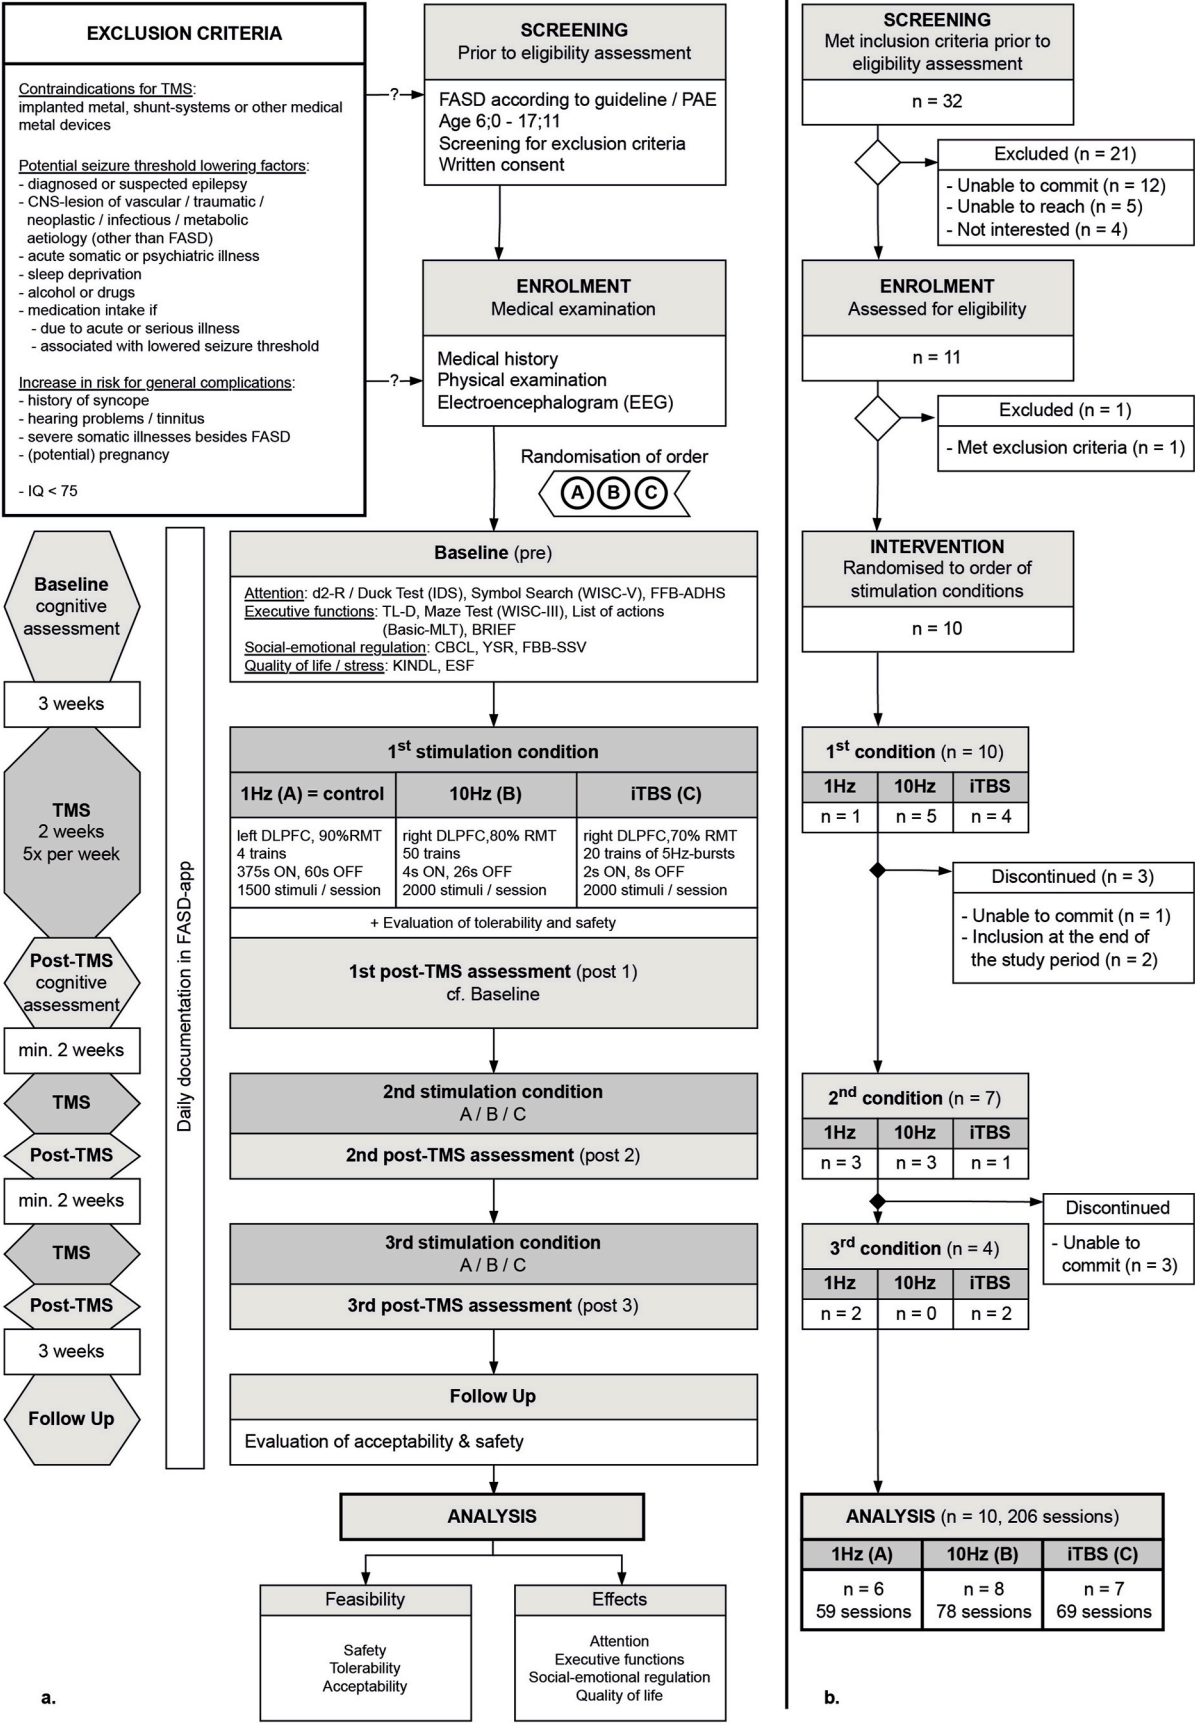 EXCLUSION CRITERIA
Contraindications for TMS:
implanted metal, shunt-systems or other medical
metal devices
Potential seizure threshold lowering factors:
- diagnosed or suspected epilepsy
- CNS-lesion of vascular / traumatic /
neoplastic / infectious / metabolic
aetiology (other than FASD)
- acute somatic or psychiatric illness
- sleep deprivation
- alcohol or drugs
- medication intake if
- due to acute or serious illness
- associated with lowered seizure threshold
Increase in risk for general complications:
- history of syncope
- hearing problems / tinnitus
- severe somatic illnesses besides FASD
- (potential) pregnancy
- IQ < 75
?
?
SCREENING
Prior to eligibility assessment
FASD according to guideline / PAE
Age 6;0 - 17;11
Screening for exclusion criteria
Written consent
ENROLMENT
Medical examination
Medical history
Physical examination
Electroencephalogram (EEG)
Randomisation of order
A B C
Baseline
cognitive
assessment
3 weeks
TMS
2 weeks
5x per week
Post-TMS
cognitive
assessment
min. 2 weeks
TMS
Post-TMS
min. 2 weeks
TMS
Post-TMS
3 weeks
Follow Up
Daily documentation in FASD-app
Baseline (pre)
Attention: d2-R / Duck Test (IDS), Symbol Search (WISC-V), FFB-ADHS
Executive functions: TL-D, Maze Test (WISC-III), List of actions
(Basic-MLT), BRIEF
Social-emotional regulation: CBCL, YSR, FBB-SSV
Quality of life / stress: KINDL, ESF
1st stimulation condition
1Hz (A) = control
10Hz (B)
iTBS (C)
left DLPFC, 90%RMT
4 trains
375s ON, 60s OFF
1500 stimuli / session
right DLPFC,80% RMT
50 trains
4s ON, 26s OFF
2000 stimuli / session
right DLPFC,70% RMT
20 trains of 5Hz-bursts
2s ON, 8s OFF
2000 stimuli / session
+ Evaluation of tolerability and safety
1st post-TMS assessment (post 1)
cf. Baseline
2nd stimulation condition
A / B / C
2nd post-TMS assessment (post 2)
3rd stimulation condition
A / B / C
3rd post-TMS assessment (post 3)
Follow Up
Evaluation of acceptability & safety
ANALYSIS
Feasibility
Safety
Tolerability
Acceptability
Effects
Attention
Executive functions
Social-emotional regulation
Quality of life
a.
SCREENING
Met inclusion criteria prior to
eligibility assessment
n = 32
Excluded (n = 21)
- Unable to commit (n = 12)
- Unable to reach (n = 5)
- Not interested (n = 4)
ENROLMENT
Assessed for eligibility
n = 11
Excluded (n = 1)
- Met exclusion criteria (n = 1)
INTERVENTION
Randomised to order of
stimulation conditions
n = 10
1st condition (n = 10)
1Hz 10Hz iTBS
n = 1 n = 5 n = 4
Discontinued (n = 3)
- Unable to commit (n = 1)
- Inclusion at the end of
the study period (n = 2)
2nd condition (n = 7)
1Hz 10Hz iTBS
n = 3 n = 3 n = 1
Discontinued
- Unable to
commit (n = 3)
3rd condition (n = 4)
1Hz 10Hz iTBS
n = 2 n = 0 n = 2
ANALYSIS (n = 10, 206 sessions)
1Hz (A) 10Hz (B) iTBS (C)
n = 6 n = 8 n = 7
59 sessions 78 sessions 69 sessions
b.